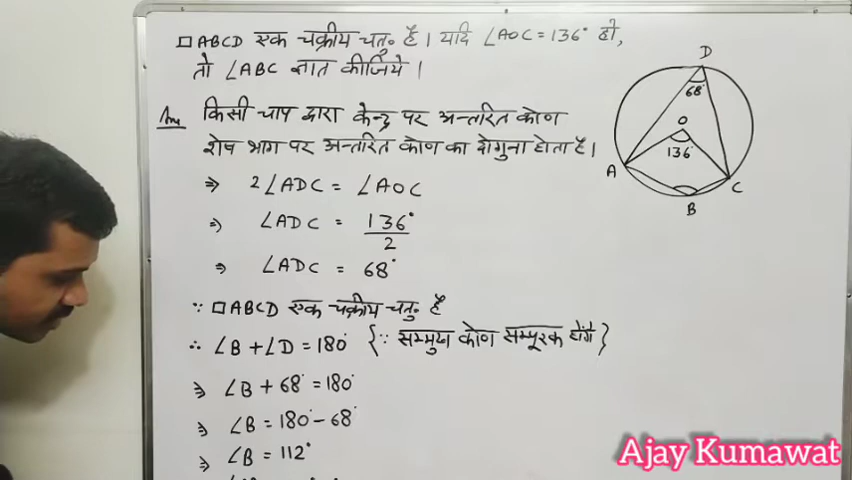 □ABCD एक चक्रीय चतु॰ है। यदि ∠AOC = 136° हो,
तो ∠ABC ज्ञात कीजिये।
Ans किसी चाप द्वारा केन्द्र पर अन्तरित कोण
शेष भाग पर अन्तरित कोण का दोगुना होता है।
⇒ 2∠ADC = ∠AOC
⇒ ∠ADC = 136°/2
⇒ ∠ADC = 68°
∵ □ABCD एक चक्रीय चतु॰ है
∴ ∠B + ∠D = 180° {∵ सम्मुख कोण सम्पूरक होंगे}
⇒ ∠B + 68° = 180°
⇒ ∠B = 180° - 68°
⇒ ∠B = 112°
D
68°
O
136°
A
C
B
Ajay Kumawat